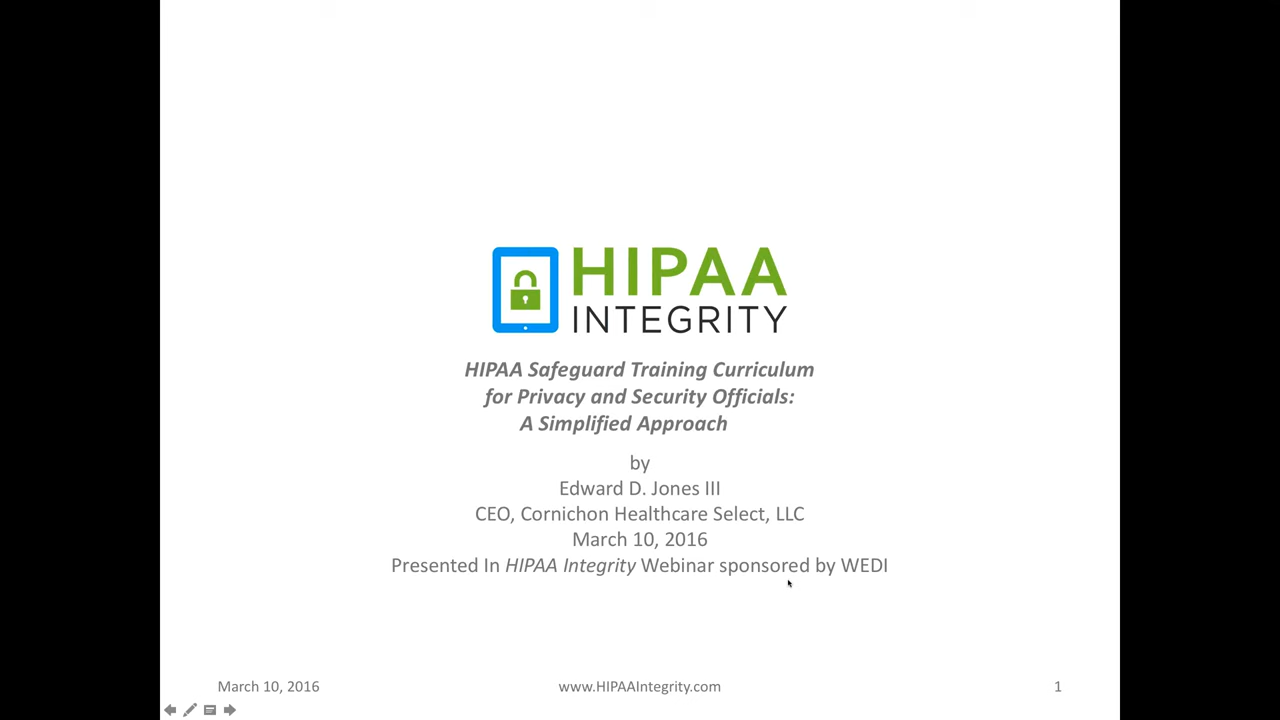 HIPAA
INTEGRITY
HIPAA Safeguard Training Curriculum
for Privacy and Security Officials:
A Simplified Approach
by
Edward D. Jones III
CEO, Cornichon Healthcare Select, LLC
March 10, 2016
Presented In HIPAA Integrity Webinar sponsored by WEDI
March 10, 2016
www.HIPAAIntegrity.com
1